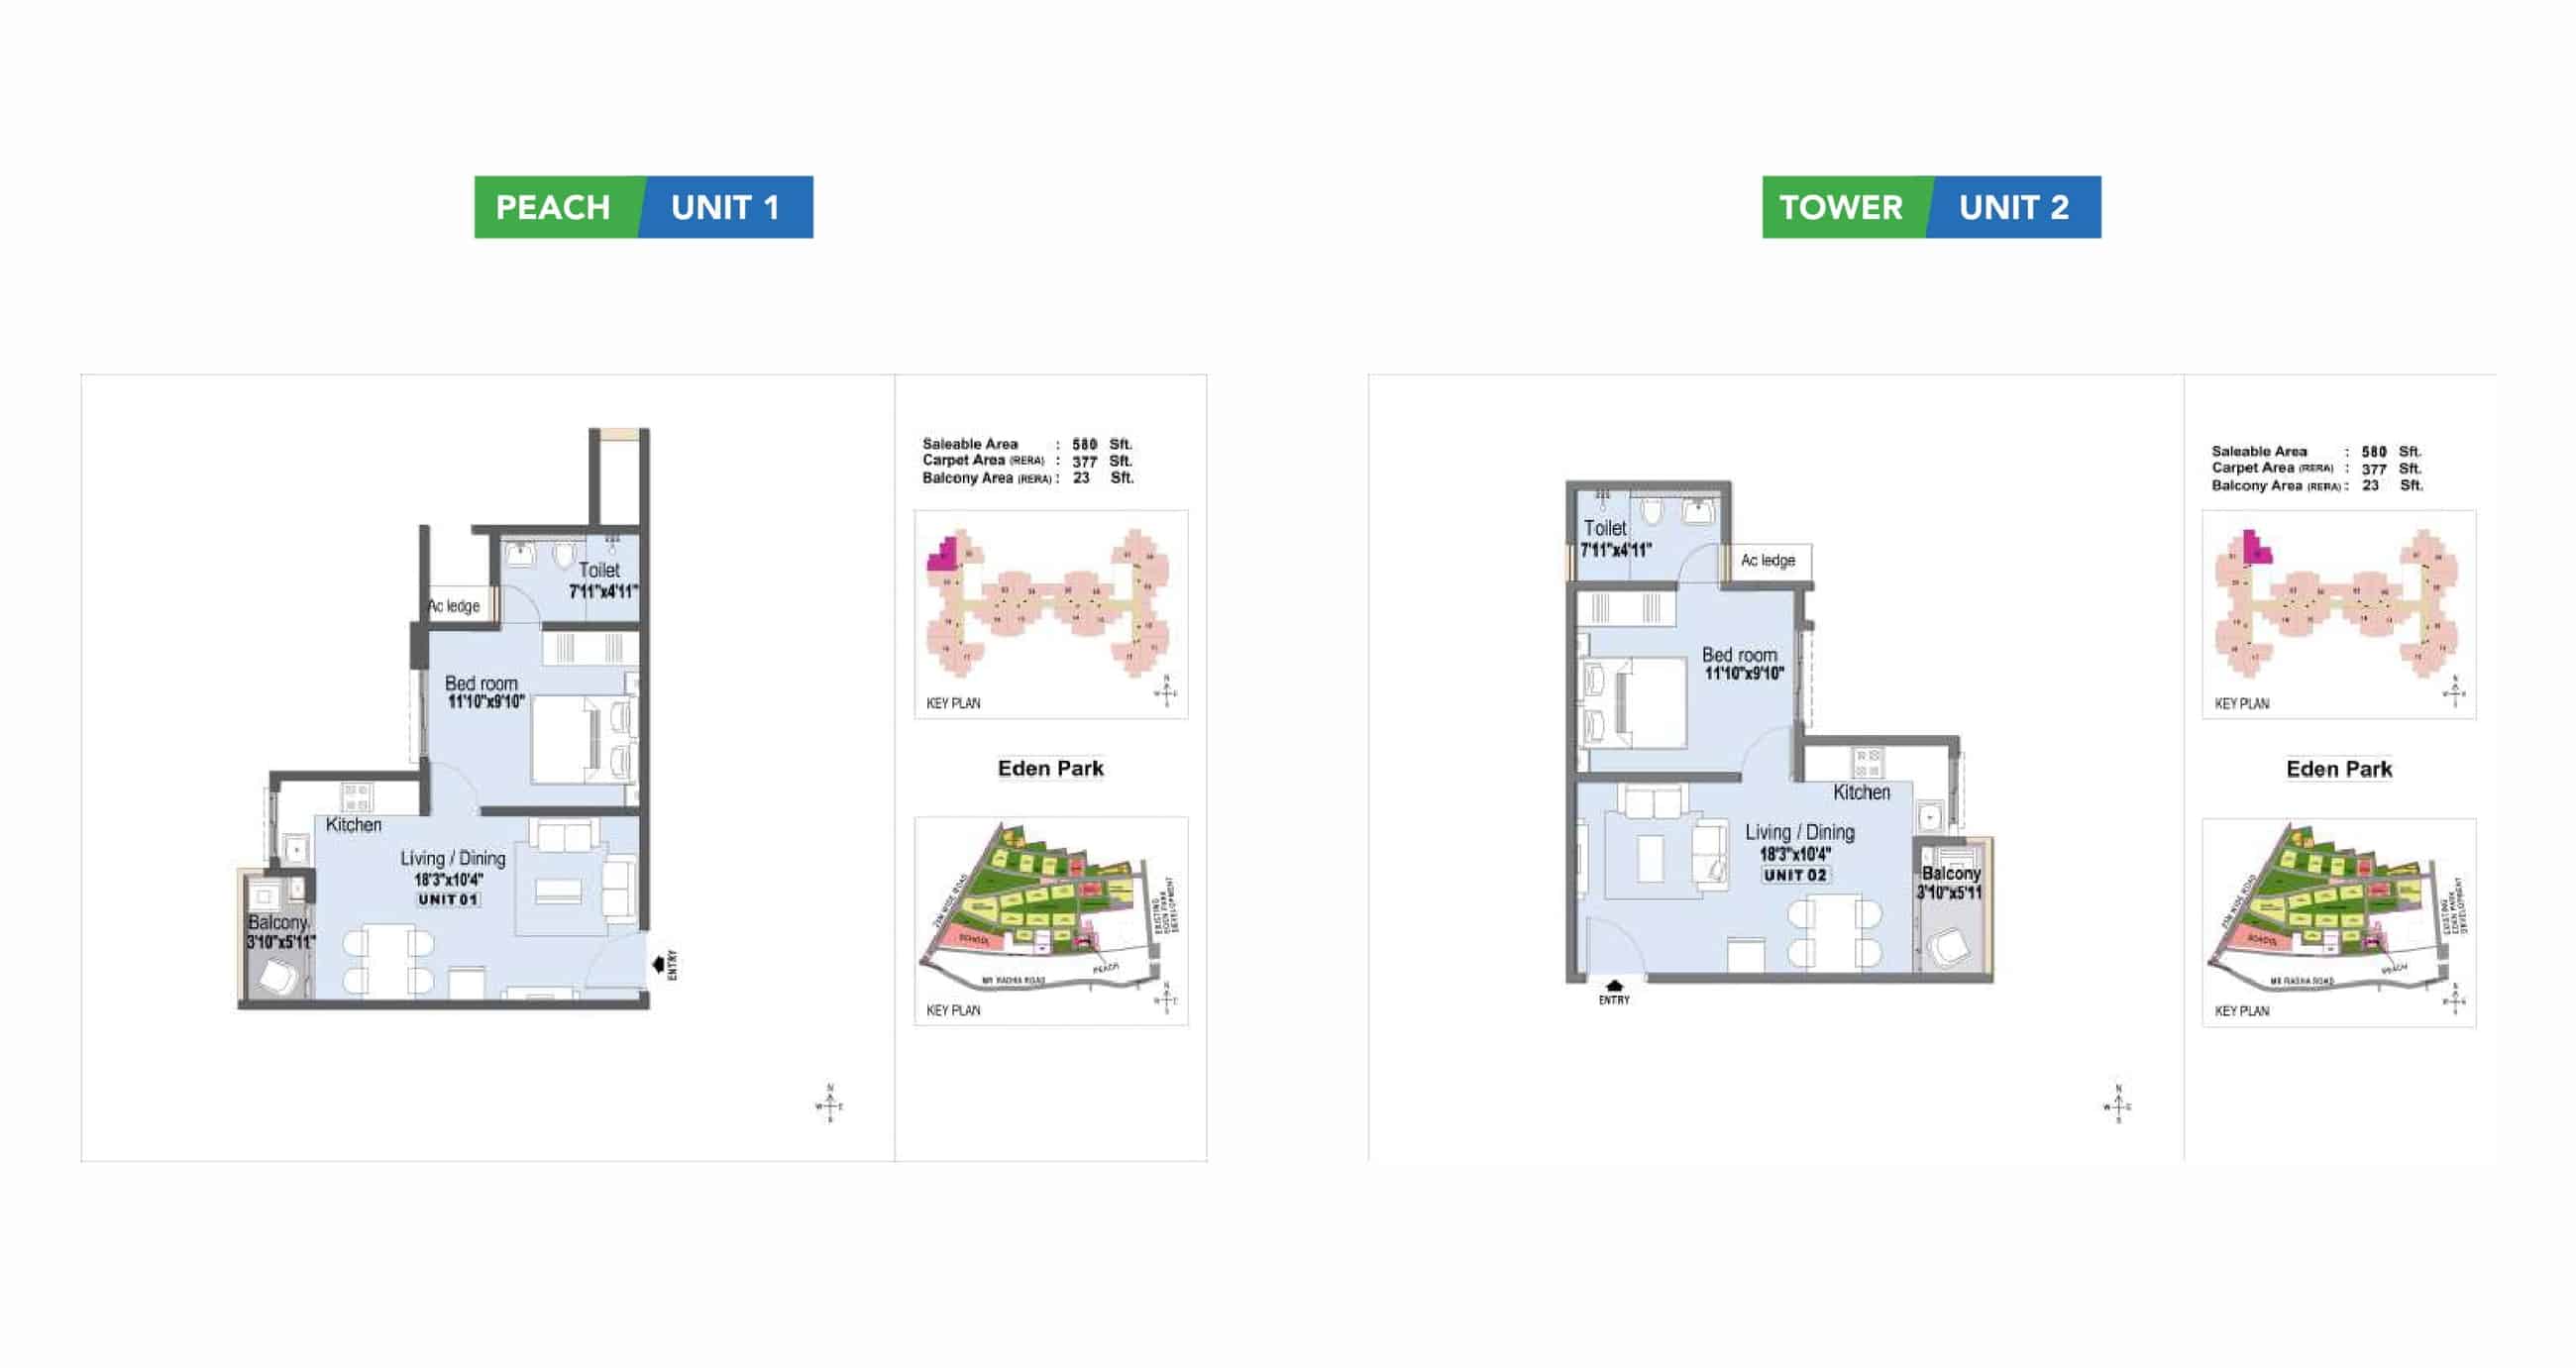 PEACH UNIT 1
TOWER UNIT 2
Saleable Area : 580 Sft.
Carpet Area (RERA) : 377 Sft.
Balcony Area (RERA) : 23 Sft.
Toilet
7'11"x4'11"
Ac ledge
Bed room
11'10"x9'10"
Kitchen
Living / Dining
18'3"x10'4"
UNIT 01
Balcony
3'10"x5'11"
ENTRY
N
W E
S
KEY PLAN
Eden Park
SCHOOL
PEACH
EXISTING
EDEN PARK
DEVELOPMENT
KEY PLAN
Saleable Area : 580 Sft.
Carpet Area (RERA) : 377 Sft.
Balcony Area (RERA) : 23 Sft.
Toilet
7'11"x4'11"
Ac ledge
Bed room
11'10"x9'10"
Kitchen
Living / Dining
18'3"x10'4"
UNIT 02
Balcony
3'10"x5'11
ENTRY
N
W E
S
KEY PLAN
Eden Park
SCHOOL
PEACH
EXISTING
EDEN PARK
DEVELOPMENT
KEY PLAN